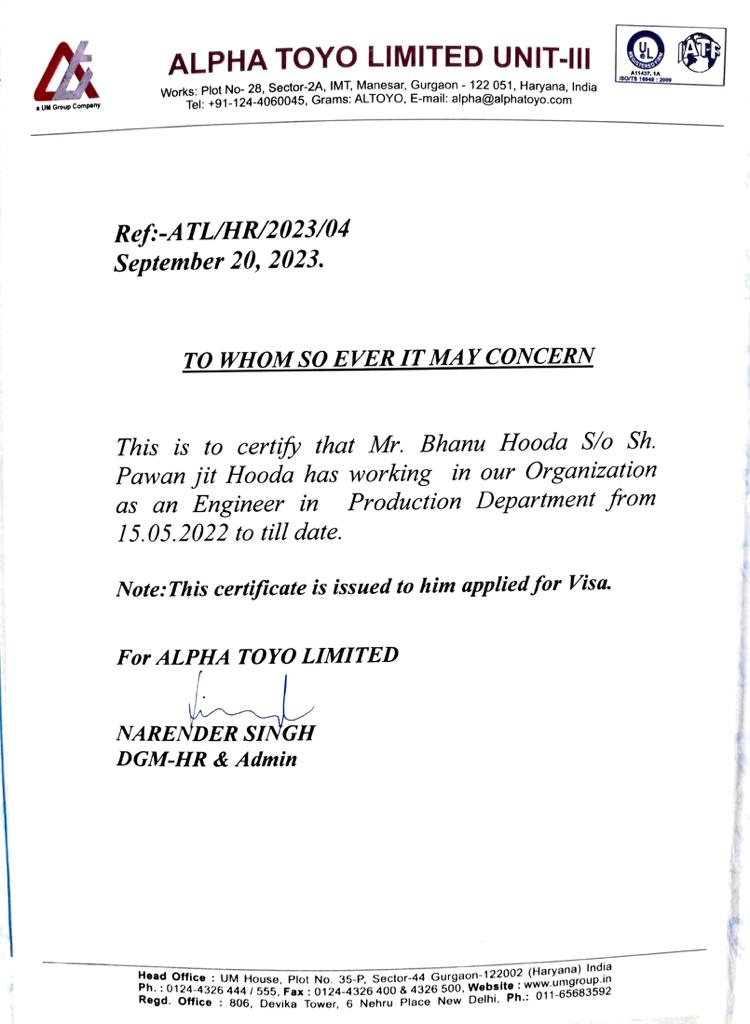 a UM Group Company
ALPHA TOYO LIMITED UNIT-III
Works: Plot No- 28, Sector-2A, IMT, Manesar, Gurgaon - 122 051, Haryana, India
Tel: +91-124-4060045, Grams: ALTOYO, E-mail: alpha@alphatoyo.com
UL
REGISTERED FIRM
A11437. 1A
ISO/TS 16949 : 2009
IATF
Ref:-ATL/HR/2023/04
September 20, 2023.
TO WHOM SO EVER IT MAY CONCERN
This is to certify that Mr. Bhanu Hooda S/o Sh.
Pawan jit Hooda has working in our Organization
as an Engineer in Production Department from
15.05.2022 to till date.
Note:This certificate is issued to him applied for Visa.
For ALPHA TOYO LIMITED
NARENDER SINGH
DGM-HR & Admin
Head Office : UM House, Plot No. 35-P, Sector-44 Gurgaon-122002 (Haryana) India
Ph. : 0124-4326 444 / 555, Fax : 0124-4326 400 & 4326 500, Website : www.umgroup.in
Regd. Office : 806, Devika Tower, 6 Nehru Place New Delhi, Ph.: 011-65683592